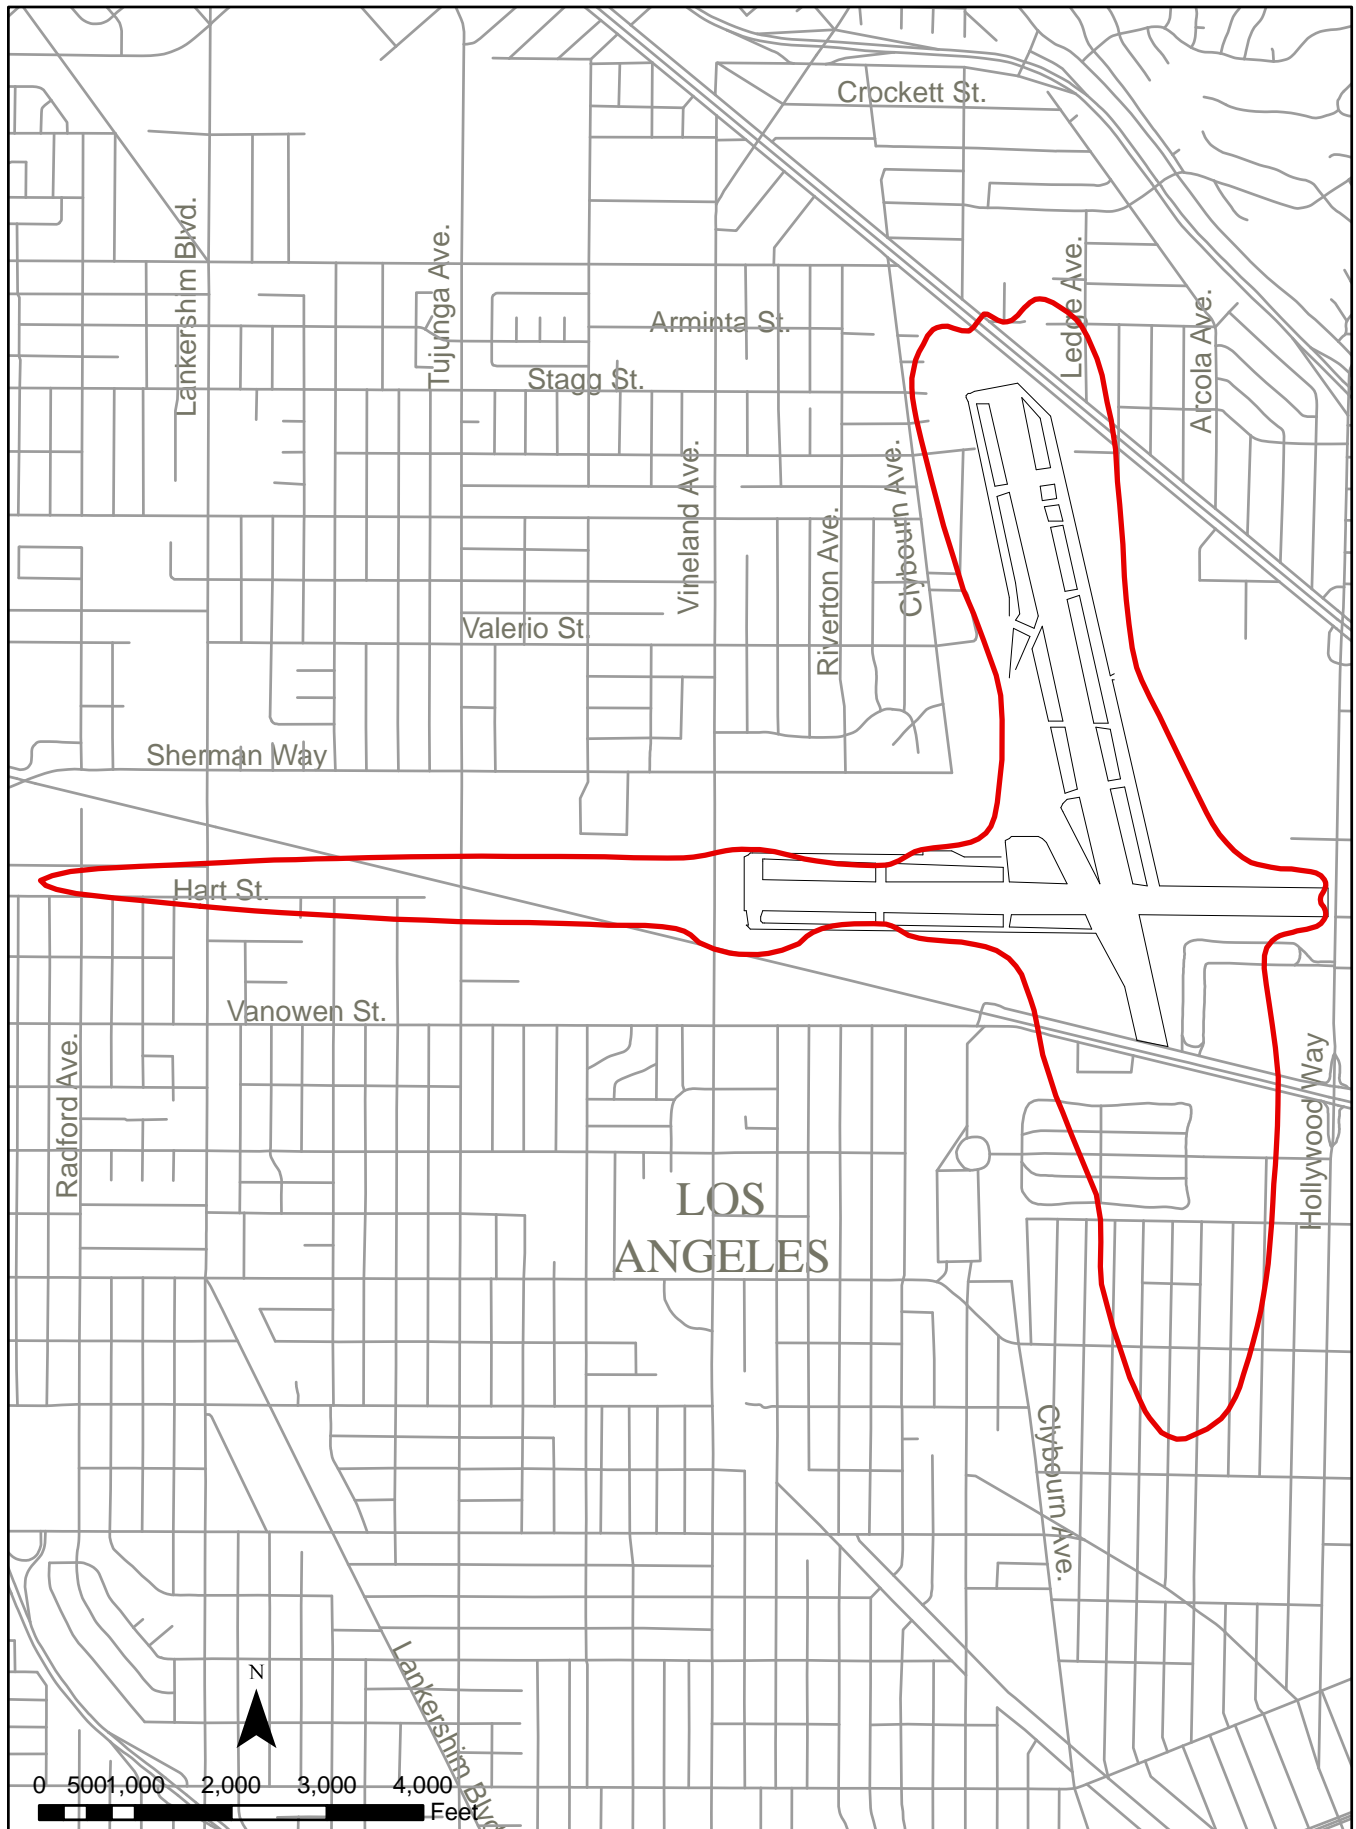 Crockett St.
Lankershim Blvd.
Tujunga Ave.
Ledge Ave.
Arcola Ave.
Arminta St.
Stagg St.
Vineland Ave.
Clybourn Ave.
Riverton Ave.
Valerio St.
Sherman Way
Hart St.
Vanowen St.
Radford Ave.
Hollywood Way
LOS
ANGELES
Clybourn Ave.
Lankershim Blvd
N
0 500 1,000 2,000 3,000 4,000
Feet